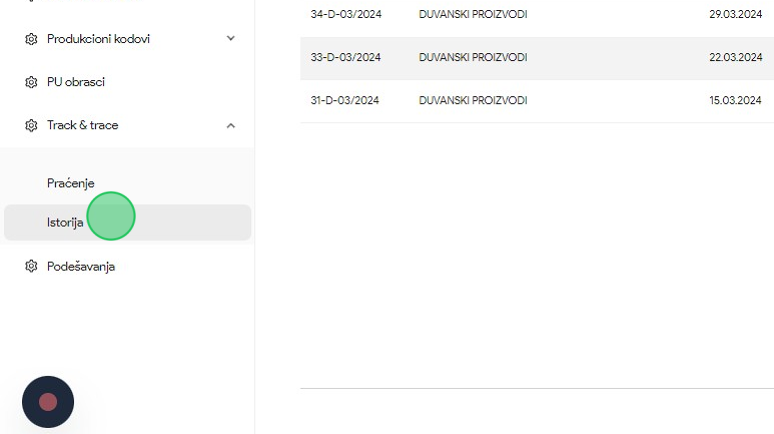 Produkcioni kodovi
PU obrasci
Track & trace
Praćenje
Istorija
Podešavanja
34-D-03/2024 DUVANSKI PROIZVODI 29.03.2024
33-D-03/2024 DUVANSKI PROIZVODI 22.03.2024
31-D-03/2024 DUVANSKI PROIZVODI 15.03.2024